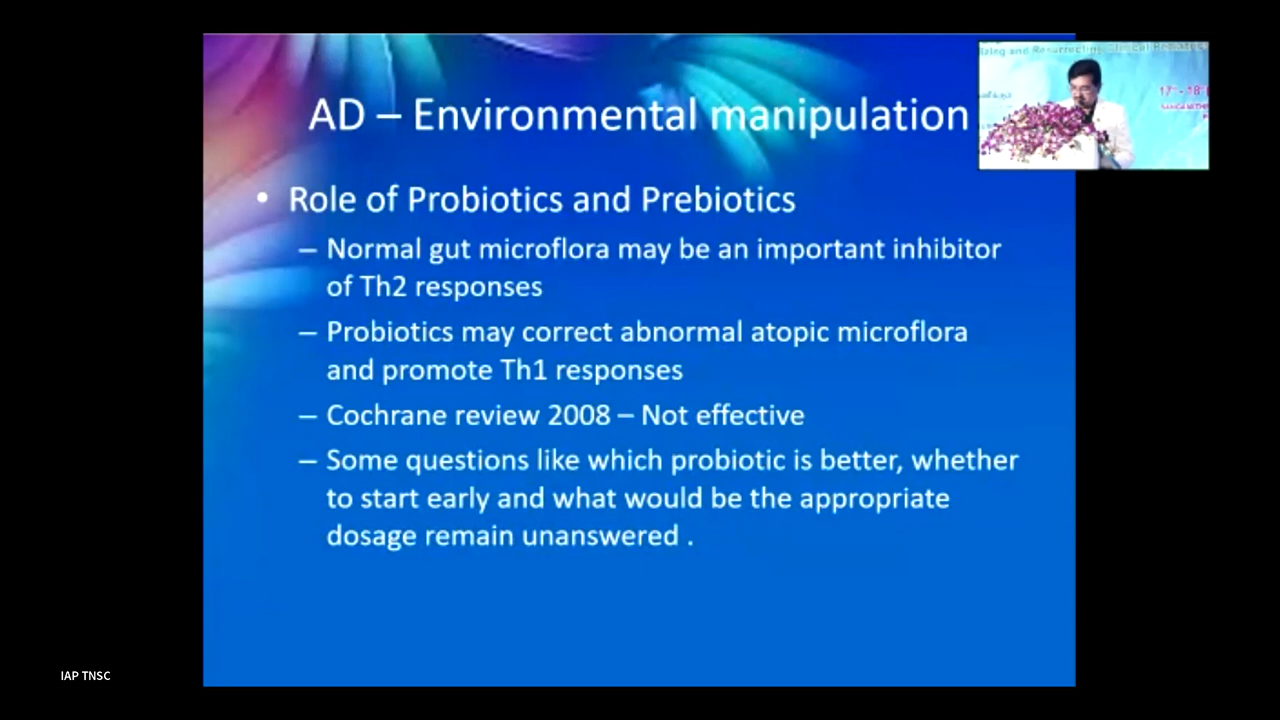 AD – Environmental manipulation
• Role of Probiotics and Prebiotics
– Normal gut microflora may be an important inhibitor
of Th2 responses
– Probiotics may correct abnormal atopic microflora
and promote Th1 responses
– Cochrane review 2008 – Not effective
– Some questions like which probiotic is better, whether
to start early and what would be the appropriate
dosage remain unanswered .
and Resurrecting
IAP TNSC